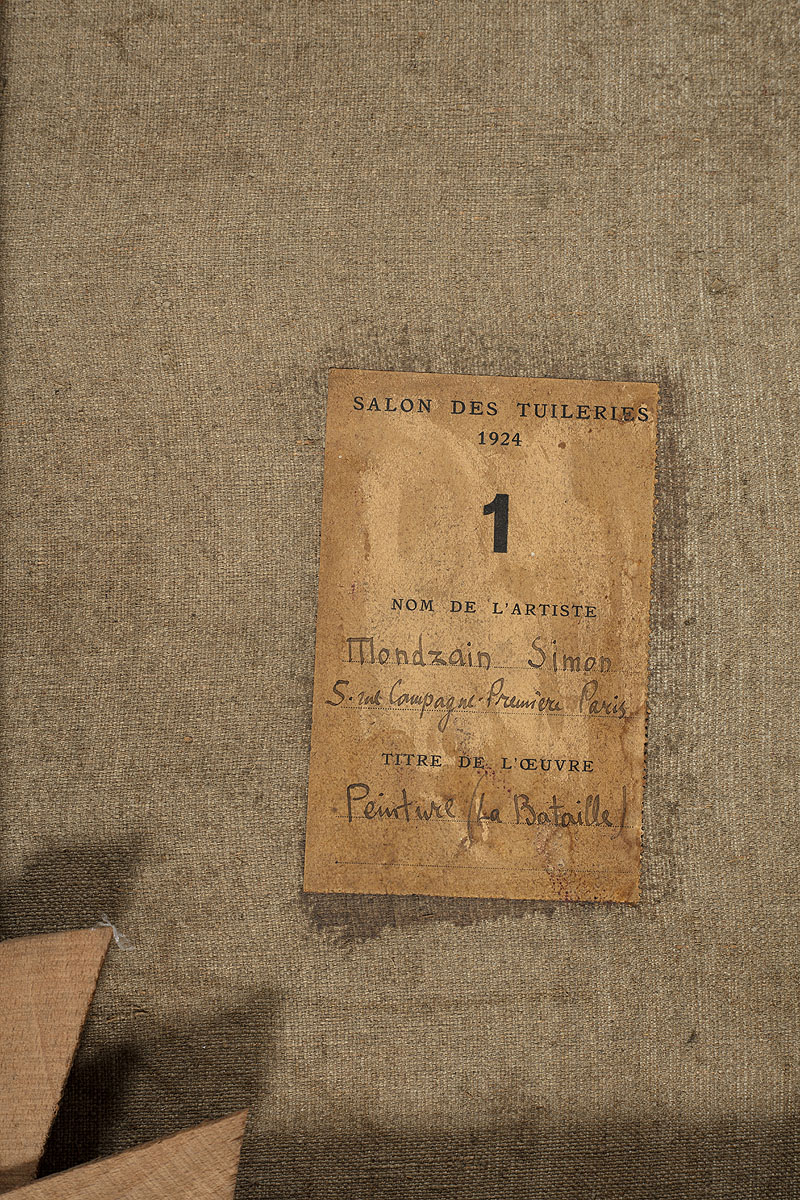 SALON DES TUILERIES
1924
1
NOM DE L'ARTISTE
Mondzain Simon
5. rue Campagne-Première Paris
TITRE DE L'ŒUVRE
Peinture (La Bataille)